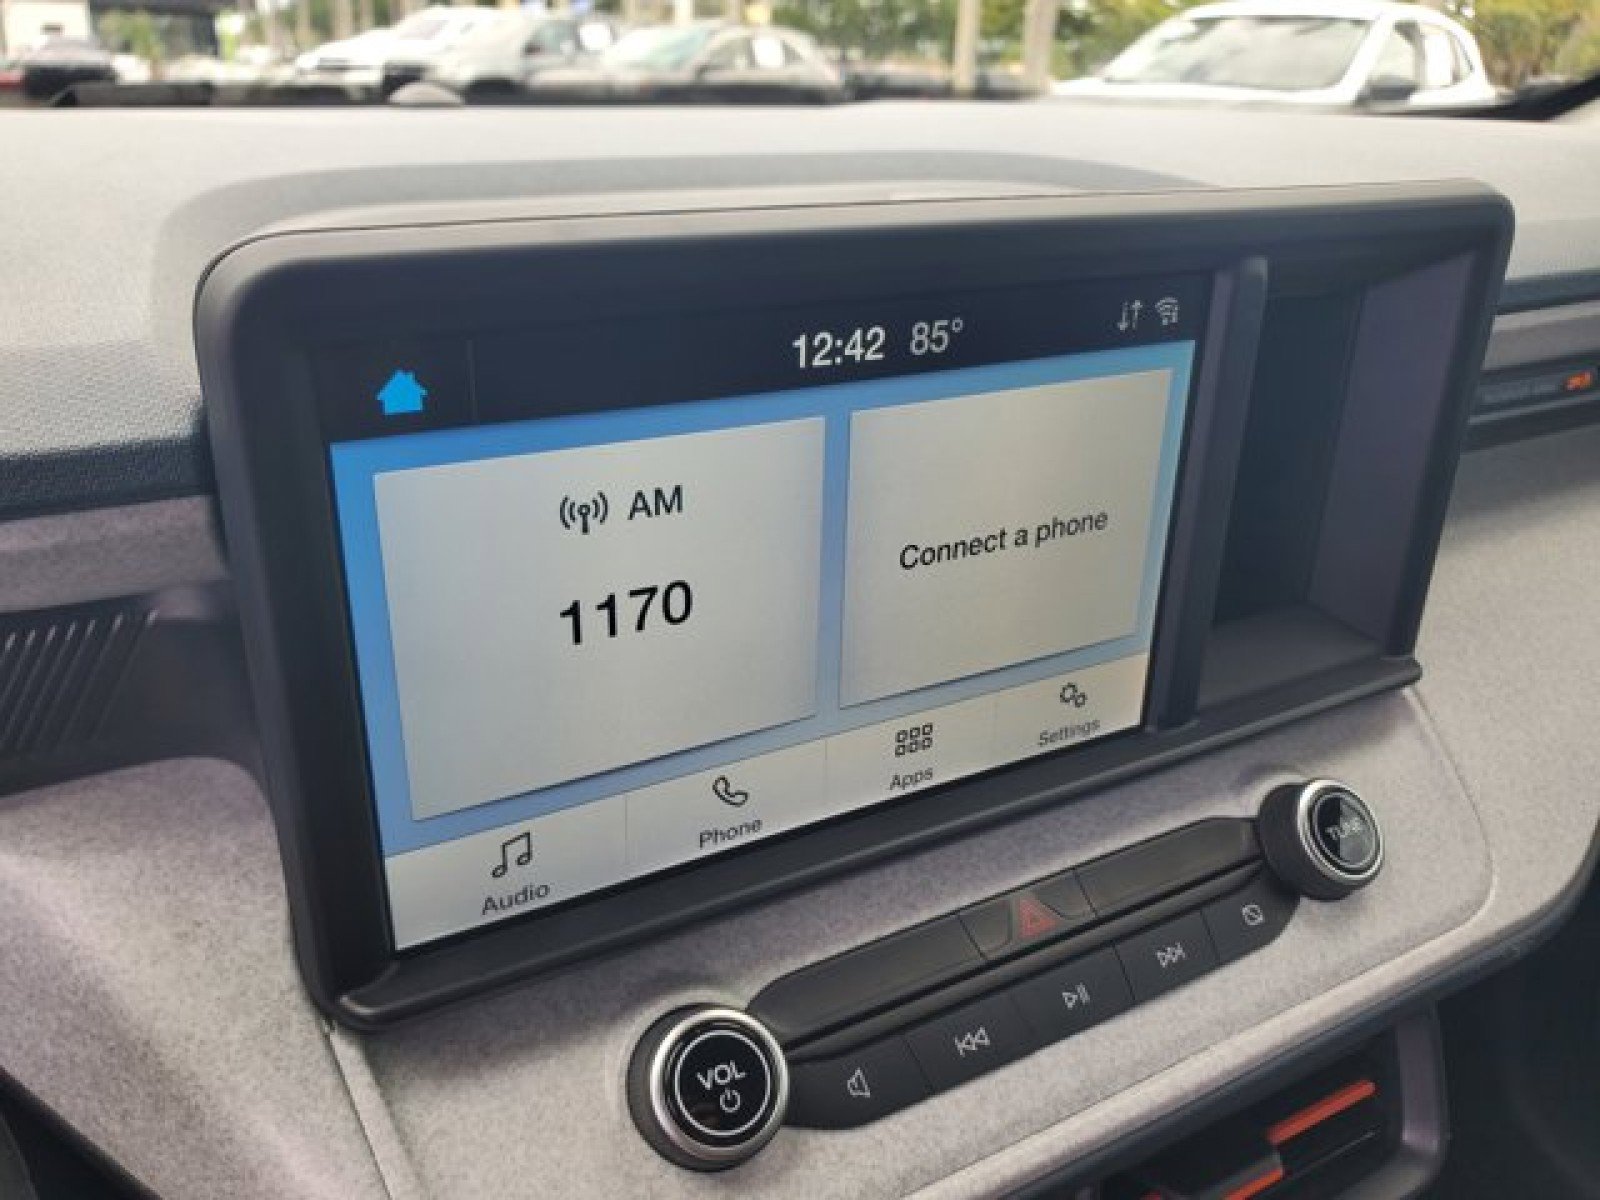 12:42 85°
AM
1170
Connect a phone
Audio
Phone
Apps
Settings
VOL
TUNE